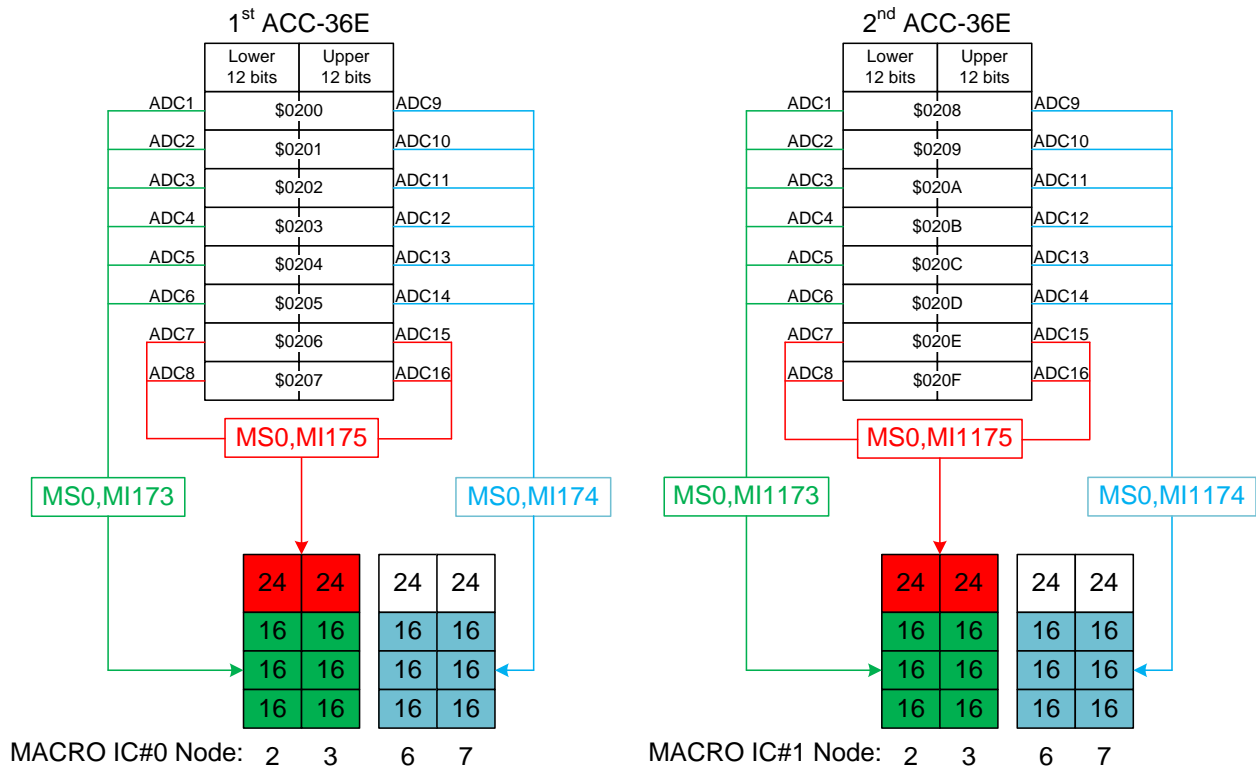 1st ACC-36E
Lower 12 bits
Upper 12 bits
ADC1 $0200 ADC9
ADC2 $0201 ADC10
ADC3 $0202 ADC11
ADC4 $0203 ADC12
ADC5 $0204 ADC13
ADC6 $0205 ADC14
ADC7 $0206 ADC15
ADC8 $0207 ADC16
MS0,MI175
MS0,MI173
MS0,MI174
24 24 24 24
16 16 16 16
16 16 16 16
16 16 16 16
MACRO IC#0 Node: 2 3 6 7
2nd ACC-36E
Lower 12 bits
Upper 12 bits
ADC1 $0208 ADC9
ADC2 $0209 ADC10
ADC3 $020A ADC11
ADC4 $020B ADC12
ADC5 $020C ADC13
ADC6 $020D ADC14
ADC7 $020E ADC15
ADC8 $020F ADC16
MS0,MI1175
MS0,MI1173
MS0,MI1174
24 24 24 24
16 16 16 16
16 16 16 16
16 16 16 16
MACRO IC#1 Node: 2 3 6 7